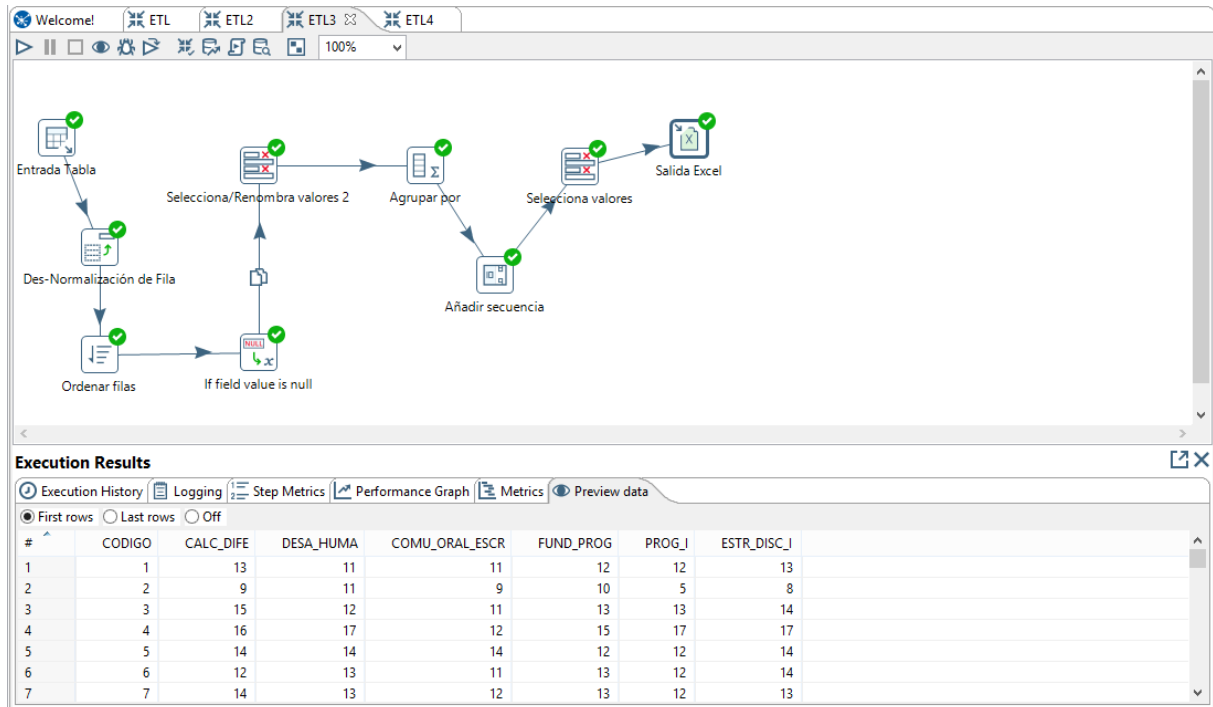 Welcome! ETL ETL2 ETL3 ETL4
100%
Entrada Tabla
Selecciona/Renombra valores 2
Agrupar por
Selecciona valores
Salida Excel
Des-Normalización de Fila
Añadir secuencia
Ordenar filas
NULL
x
If field value is null
Execution Results
Execution History Logging Step Metrics Performance Graph Metrics Preview data
First rows Last rows Off
# CODIGO CALC_DIFE DESA_HUMA COMU_ORAL_ESCR FUND_PROG PROG_I ESTR_DISC_I
1 1 13 11 11 12 12 13
2 2 9 11 9 10 5 8
3 3 15 12 11 13 13 14
4 4 16 17 12 15 17 17
5 5 14 14 14 12 12 14
6 6 12 13 11 13 12 14
7 7 14 13 12 13 12 13